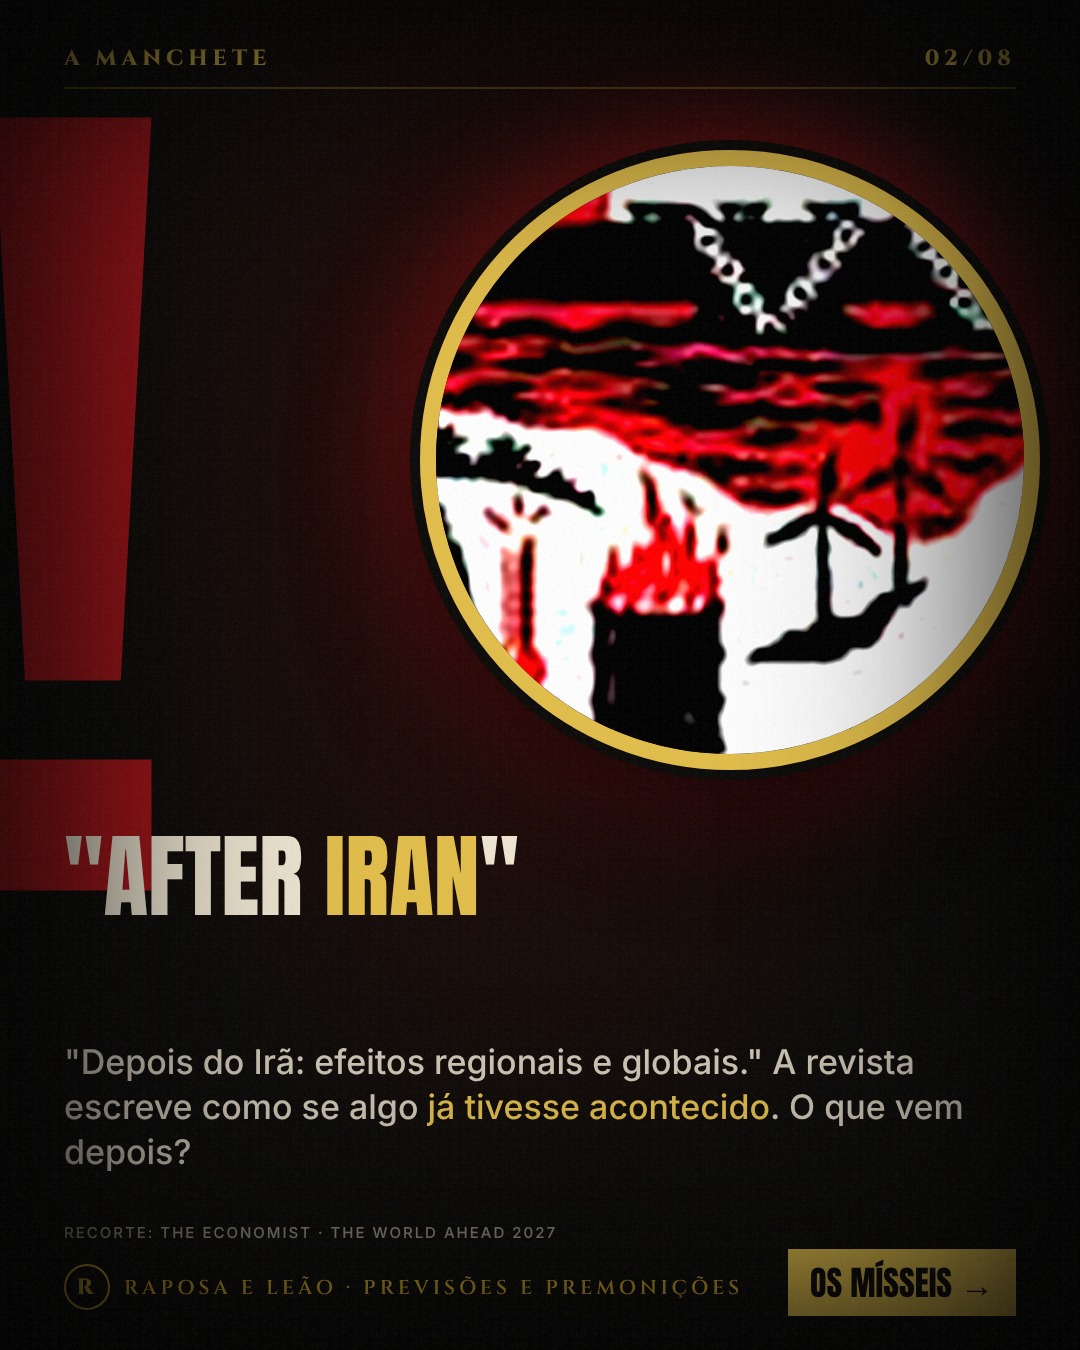 A MANCHETE
02/08
"AFTER IRAN"
"Depois do Irã: efeitos regionais e globais." A revista
escreve como se algo já tivesse acontecido. O que vem
depois?
RECORTE: THE ECONOMIST · THE WORLD AHEAD 2027
R RAPOSA E LEÃO · PREVISÕES E PREMONIÇÕES
OS MÍSSEIS →